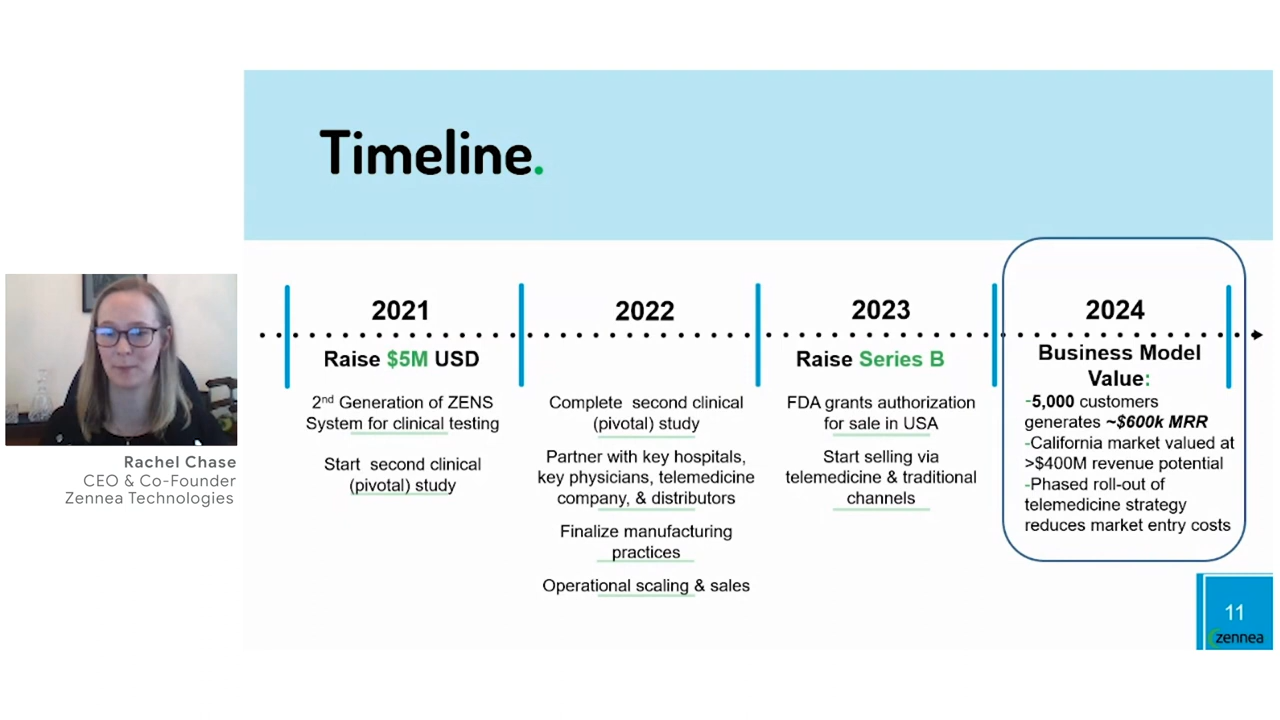 Timeline.
2021
Raise $5M USD
2nd Generation of ZENS
System for clinical testing
Start second clinical
(pivotal) study
2022
Complete second clinical
(pivotal) study
Partner with key hospitals,
key physicians, telemedicine
company, & distributors
Finalize manufacturing
practices
Operational scaling & sales
2023
Raise Series B
FDA grants authorization
for sale in USA
Start selling via
telemedicine & traditional
channels
2024
Business Model
Value:
-5,000 customers
generates ~$600k MRR
-California market valued at
>$400M revenue potential
-Phased roll-out of
telemedicine strategy
reduces market entry costs
Rachel Chase
CEO & Co-Founder
Zennea Technologies
11
zennea